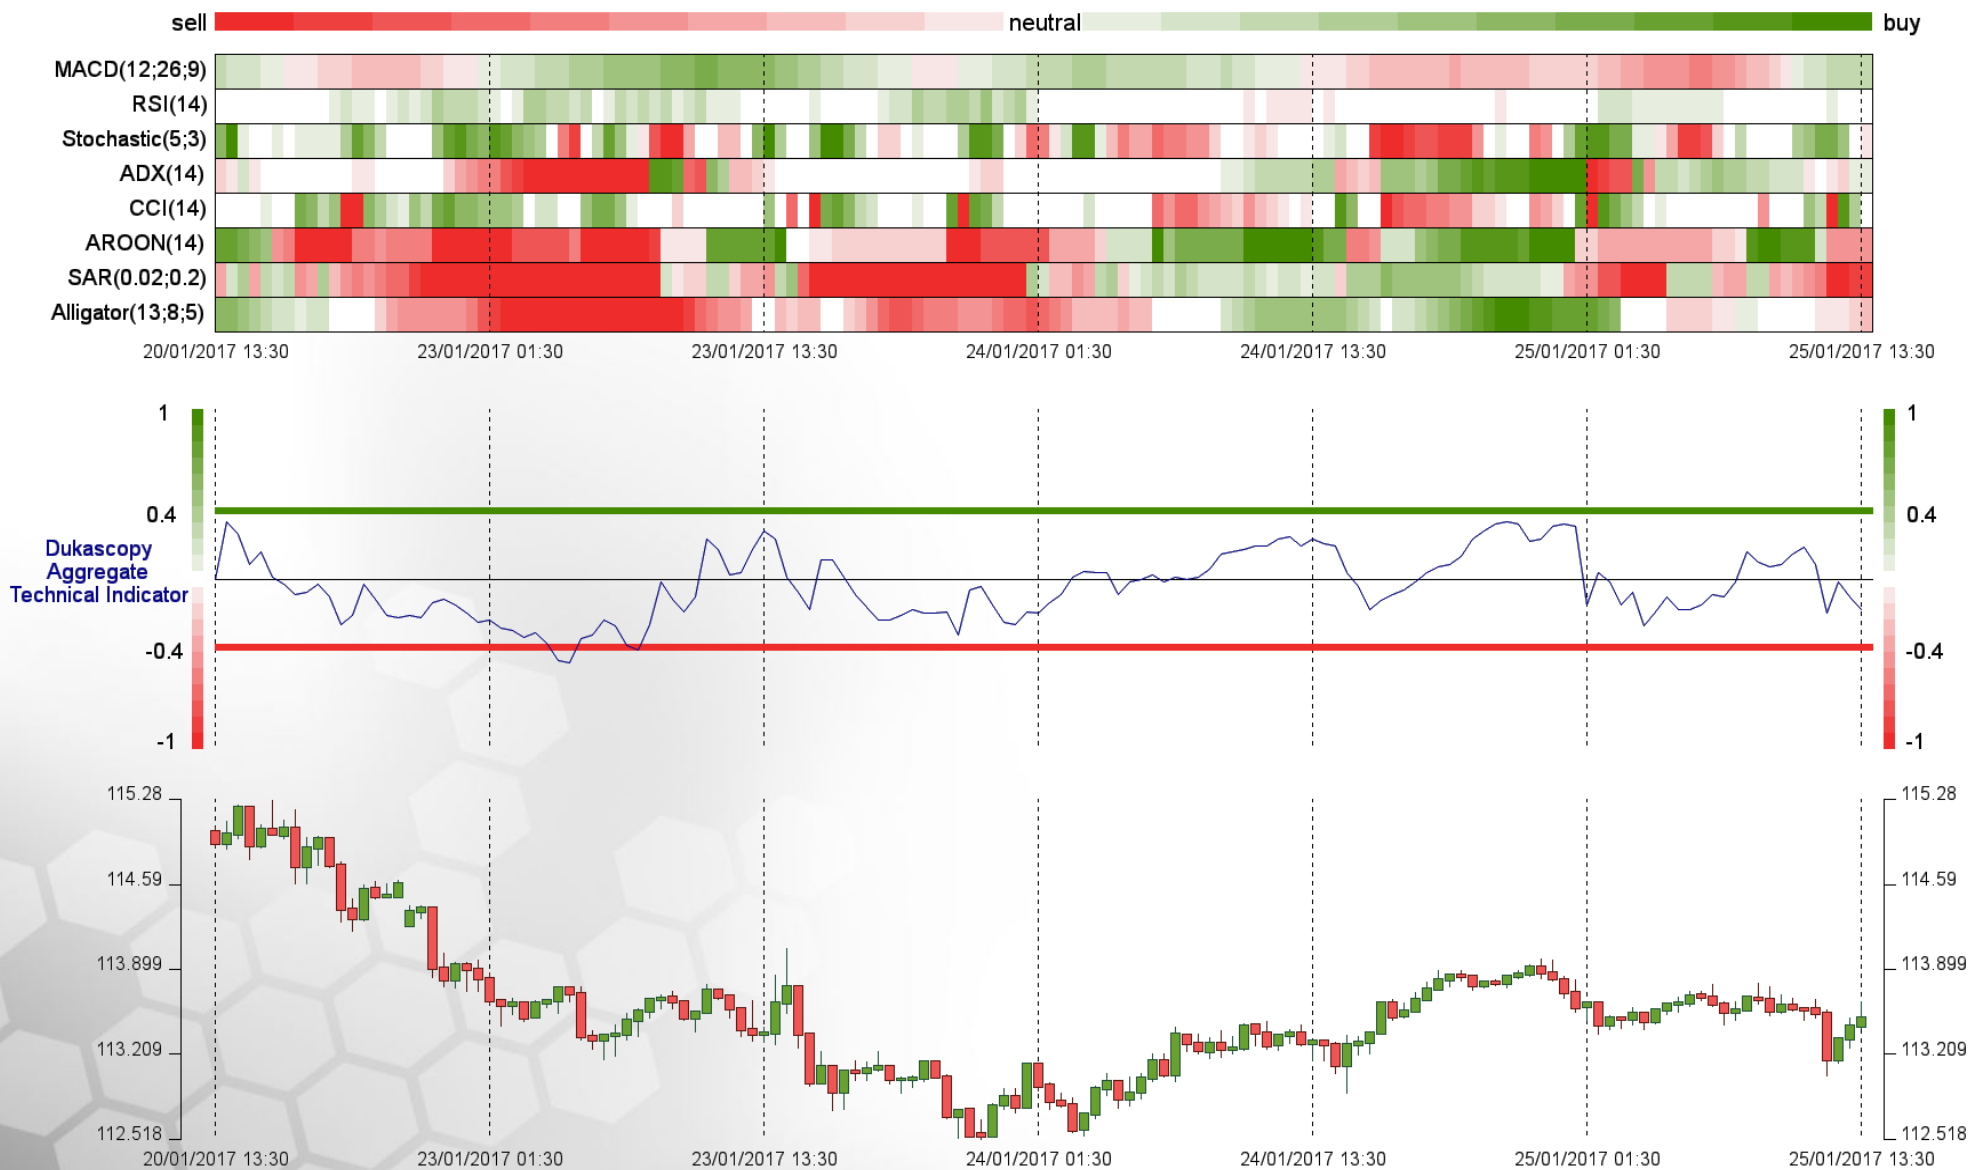 sell neutral buy
MACD(12;26;9)
RSI(14)
Stochastic(5;3)
ADX(14)
CCI(14)
AROON(14)
SAR(0.02;0.2)
Alligator(13;8;5)
20/01/2017 13:30 23/01/2017 01:30 23/01/2017 13:30 24/01/2017 01:30 24/01/2017 13:30 25/01/2017 01:30 25/01/2017 13:30
1 1
0.4 0.4
Dukascopy
Aggregate
Technical Indicator
-0.4 -0.4
-1 -1
115.28 115.28
114.59 114.59
113.899 113.899
113.209 113.209
112.518 112.518
20/01/2017 13:30 23/01/2017 01:30 23/01/2017 13:30 24/01/2017 01:30 24/01/2017 13:30 25/01/2017 01:30 25/01/2017 13:30